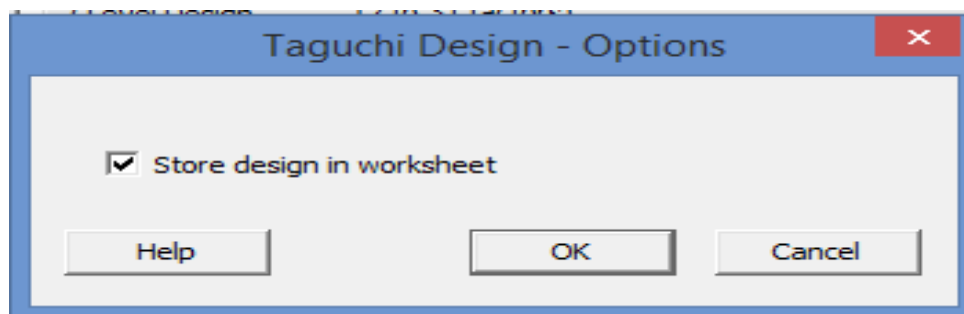 Taguchi Design - Options
Store design in worksheet
Help OK Cancel